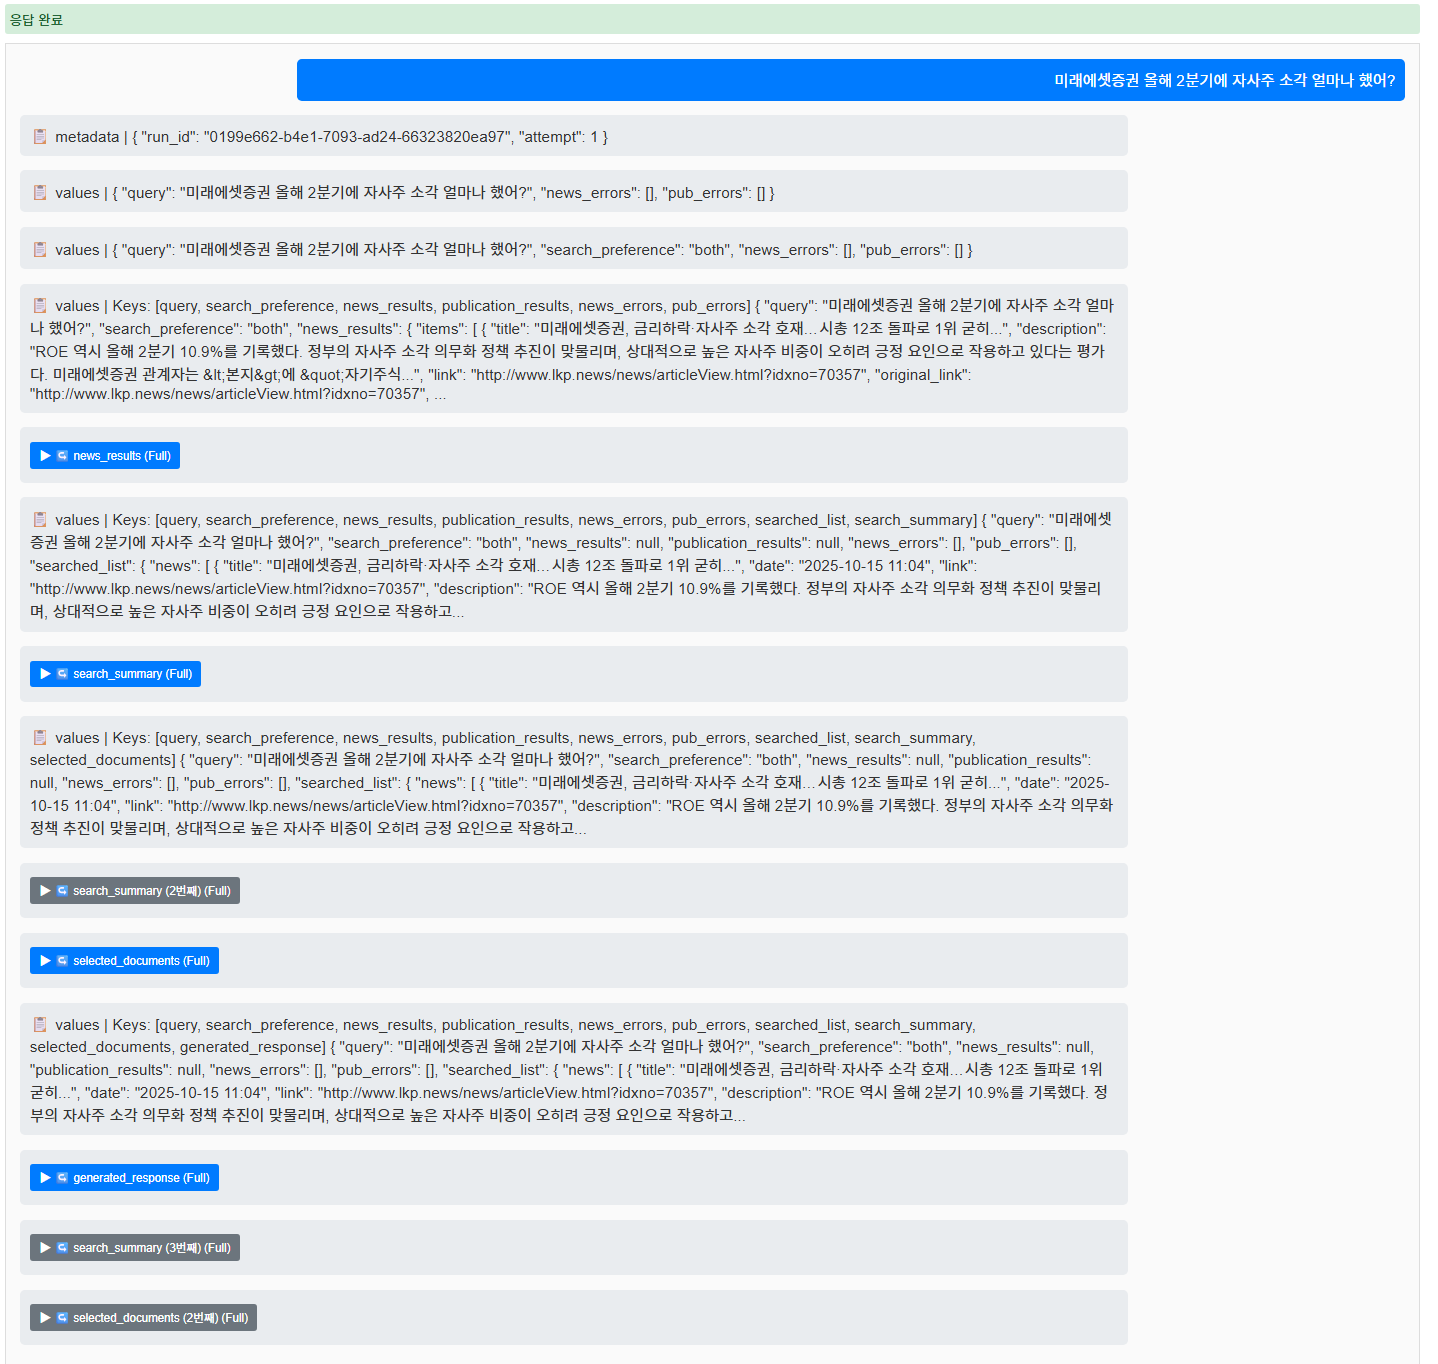 응답 완료
미래에셋증권 올해 2분기에 자사주 소각 얼마나 했어?
metadata | { "run_id": "0199e662-b4e1-7093-ad24-66323820ea97", "attempt": 1 }
values | { "query": "미래에셋증권 올해 2분기에 자사주 소각 얼마나 했어?", "news_errors": [], "pub_errors": [] }
values | { "query": "미래에셋증권 올해 2분기에 자사주 소각 얼마나 했어?", "search_preference": "both", "news_errors": [], "pub_errors": [] }
values | Keys: [query, search_preference, news_results, publication_results, news_errors, pub_errors] { "query": "미래에셋증권 올해 2분기에 자사주 소각 얼마
나 했어?", "search_preference": "both", "news_results": { "items": [ { "title": "미래에셋증권, 금리하락·자사주 소각 호재…시총 12조 돌파로 1위 굳히...", "description":
"ROE 역시 올해 2분기 10.9%를 기록했다. 정부의 자사주 소각 의무화 정책 추진이 맞물리며, 상대적으로 높은 자사주 비중이 오히려 긍정 요인으로 작용하고 있다는 평가
다. 미래에셋증권 관계자는 &lt;본지&gt;에 &quot;자기주식...", "link": "http://www.lkp.news/news/articleView.html?idxno=70357", "original_link":
"http://www.lkp.news/news/articleView.html?idxno=70357", ...
▶ news_results (Full)
values | Keys: [query, search_preference, news_results, publication_results, news_errors, pub_errors, searched_list, search_summary] { "query": "미래에셋
증권 올해 2분기에 자사주 소각 얼마나 했어?", "search_preference": "both", "news_results": null, "publication_results": null, "news_errors": [], "pub_errors": [],
"searched_list": { "news": [ { "title": "미래에셋증권, 금리하락·자사주 소각 호재…시총 12조 돌파로 1위 굳히...", "date": "2025-10-15 11:04", "link":
"http://www.lkp.news/news/articleView.html?idxno=70357", "description": "ROE 역시 올해 2분기 10.9%를 기록했다. 정부의 자사주 소각 의무화 정책 추진이 맞물리
며, 상대적으로 높은 자사주 비중이 오히려 긍정 요인으로 작용하고...
▶ search_summary (Full)
values | Keys: [query, search_preference, news_results, publication_results, news_errors, pub_errors, searched_list, search_summary,
selected_documents] { "query": "미래에셋증권 올해 2분기에 자사주 소각 얼마나 했어?", "search_preference": "both", "news_results": null, "publication_results":
null, "news_errors": [], "pub_errors": [], "searched_list": { "news": [ { "title": "미래에셋증권, 금리하락·자사주 소각 호재…시총 12조 돌파로 1위 굳히...", "date": "2025-
10-15 11:04", "link": "http://www.lkp.news/news/articleView.html?idxno=70357", "description": "ROE 역시 올해 2분기 10.9%를 기록했다. 정부의 자사주 소각 의무화
정책 추진이 맞물리며, 상대적으로 높은 자사주 비중이 오히려 긍정 요인으로 작용하고...
▶ search_summary (2번째) (Full)
▶ selected_documents (Full)
values | Keys: [query, search_preference, news_results, publication_results, news_errors, pub_errors, searched_list, search_summary,
selected_documents, generated_response] { "query": "미래에셋증권 올해 2분기에 자사주 소각 얼마나 했어?", "search_preference": "both", "news_results": null,
"publication_results": null, "news_errors": [], "pub_errors": [], "searched_list": { "news": [ { "title": "미래에셋증권, 금리하락·자사주 소각 호재…시총 12조 돌파로 1위
굳히...", "date": "2025-10-15 11:04", "link": "http://www.lkp.news/news/articleView.html?idxno=70357", "description": "ROE 역시 올해 2분기 10.9%를 기록했다. 정
부의 자사주 소각 의무화 정책 추진이 맞물리며, 상대적으로 높은 자사주 비중이 오히려 긍정 요인으로 작용하고...
▶ generated_response (Full)
▶ search_summary (3번째) (Full)
▶ selected_documents (2번째) (Full)